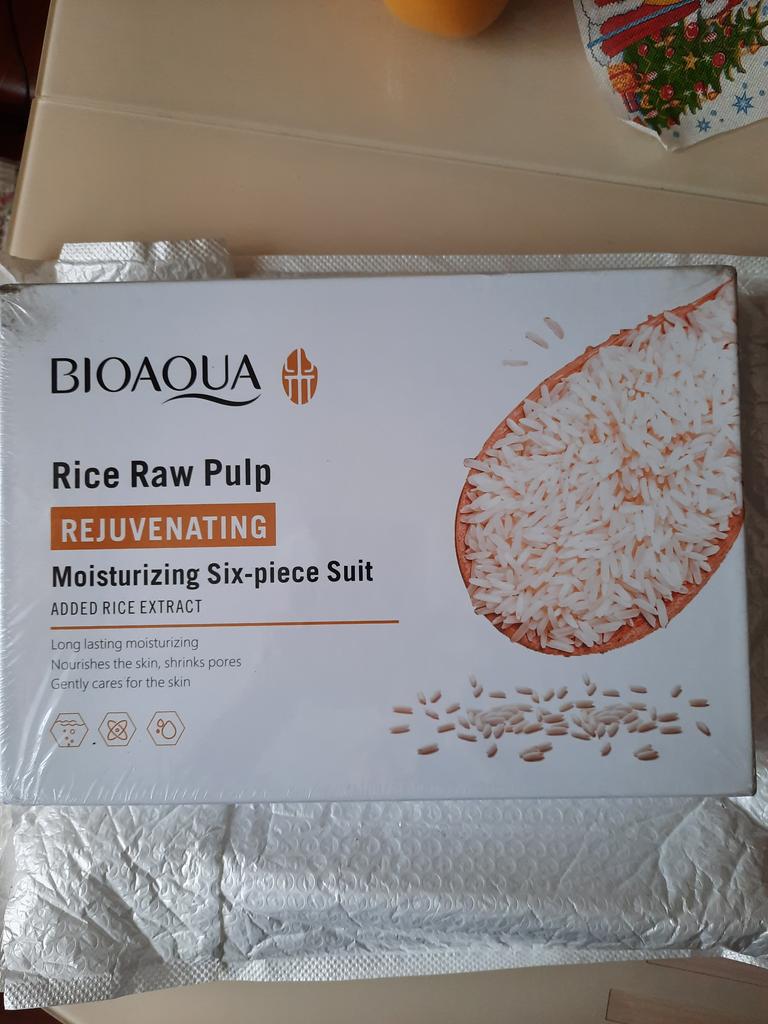 BIOAQUA
Rice Raw Pulp
REJUVENATING
Moisturizing Six-piece Suit
ADDED RICE EXTRACT
Long lasting moisturizing
Nourishes the skin, shrinks pores
Gently cares for the skin